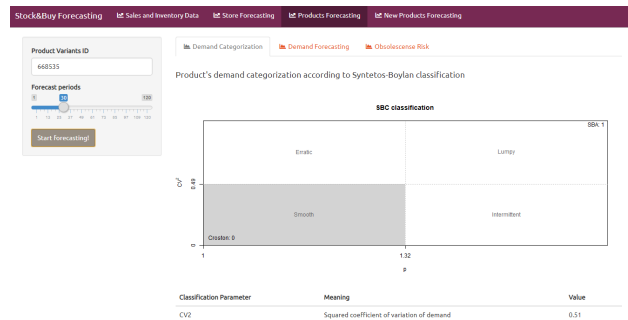 Stock&Buy Forecasting Sales and Inventory Data Store Forecasting Products Forecasting New Products Forecasting
Product Variants ID
668535
Forecast periods
1 30 120
Start forecasting!
Demand Categorization Demand Forecasting Obsolescense Risk
Product's demand categorization according to Syntetos-Boylan classification
SBC classification
SBA: 1
Erratic Lumpy
CV²
0.49
Smooth Intermittent
Croston: 0
0
1 1.32
p
Classification Parameter Meaning Value
CV2 Squared coefficient of variation of demand 0.51